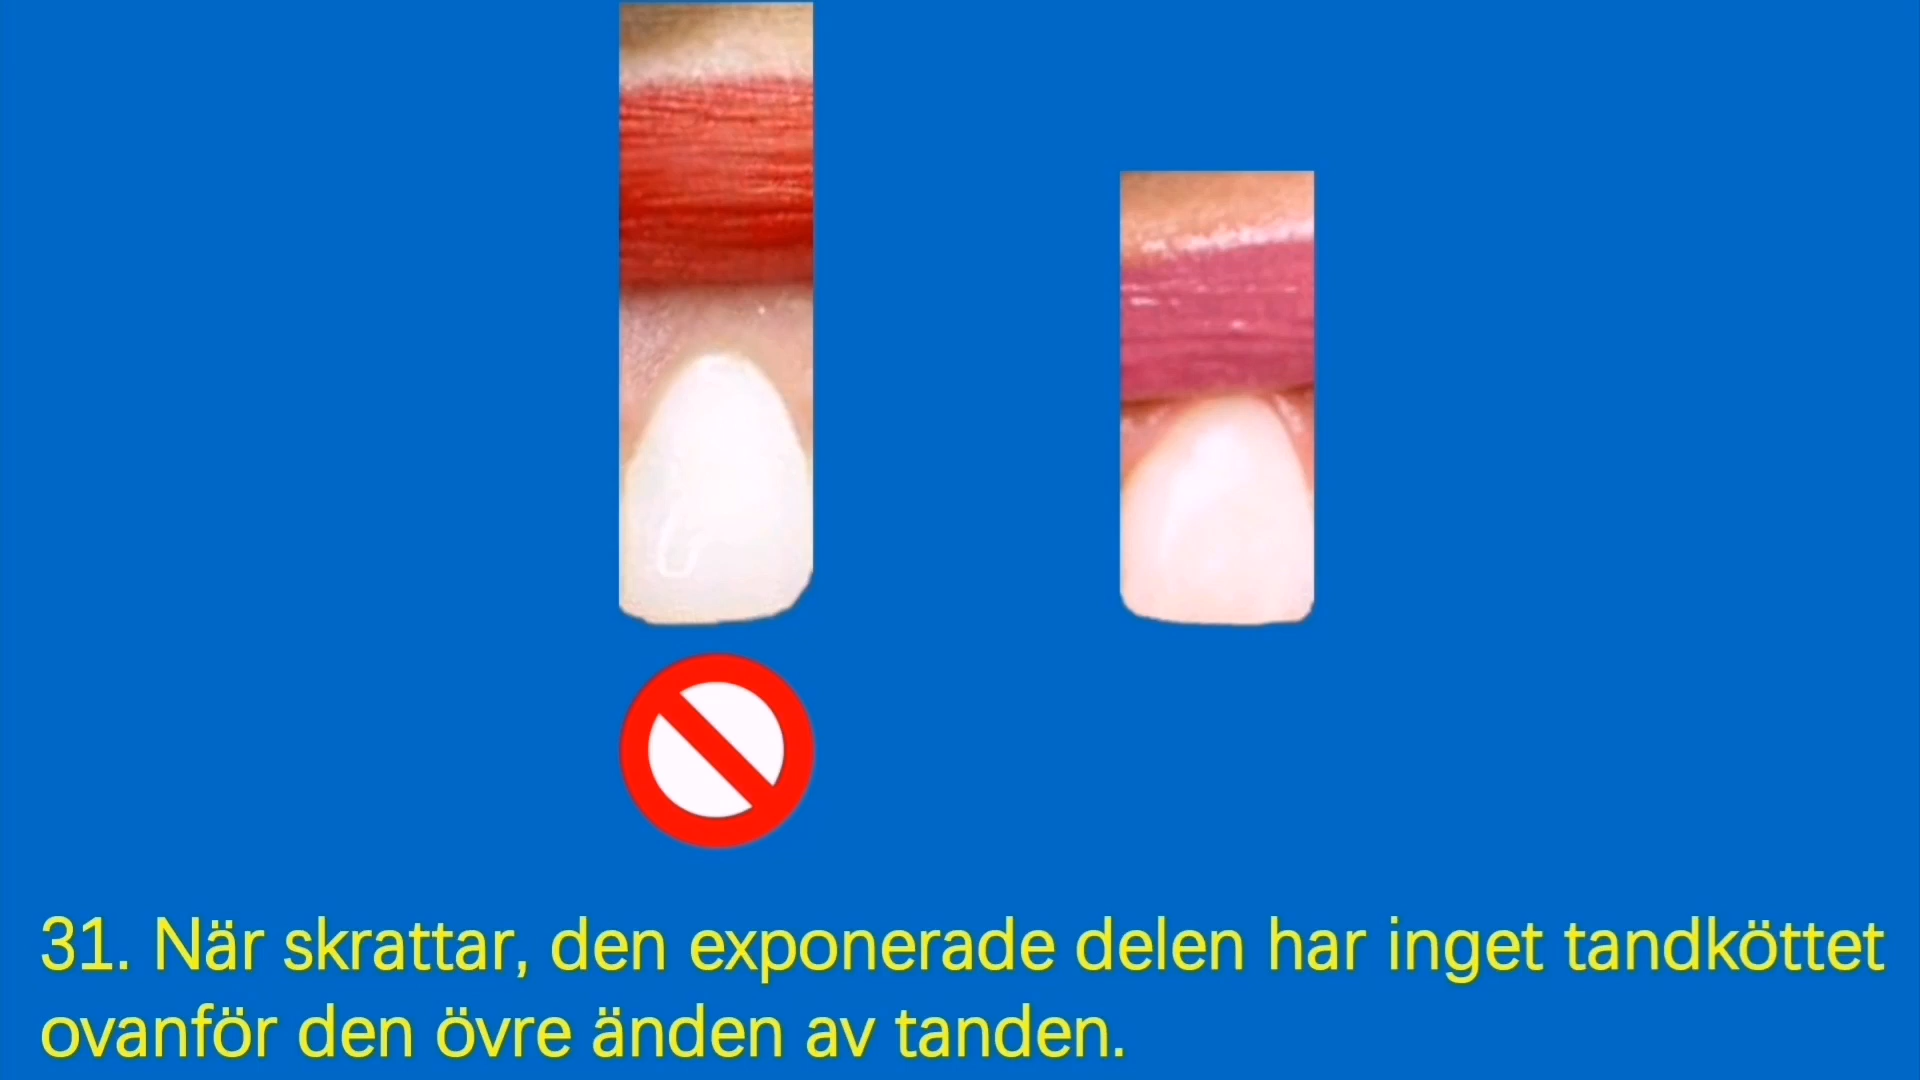 31. När skrattar, den exponerade delen har inget tandköttet
ovanför den övre änden av tanden.